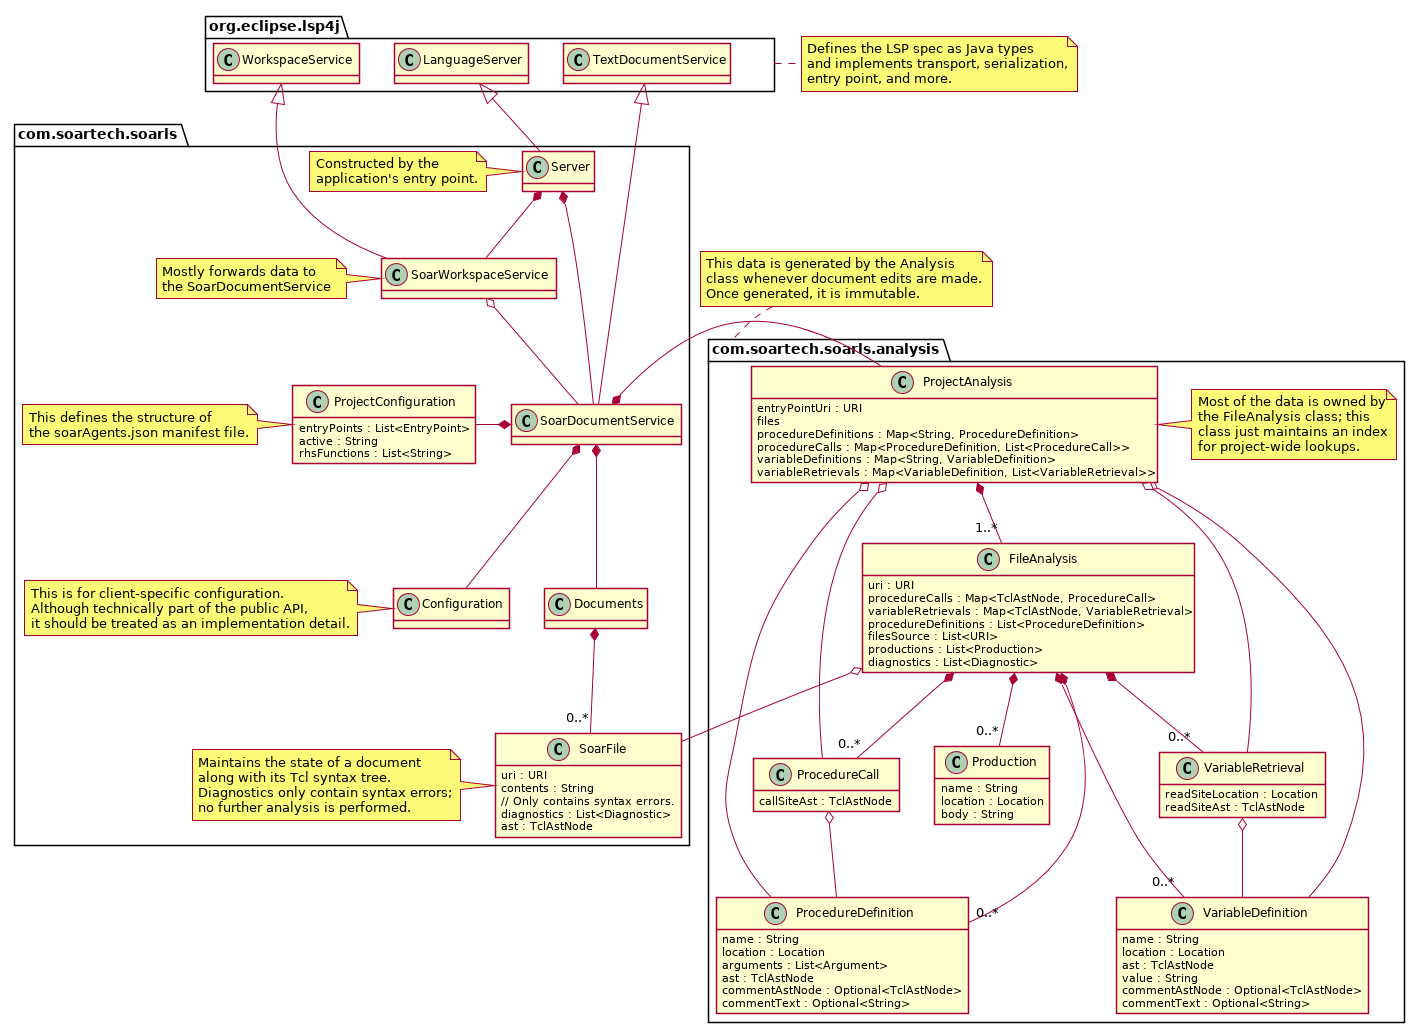 org.eclipse.lsp4j
C WorkspaceService
C LanguageServer
C TextDocumentService
Defines the LSP spec as Java types
and implements transport, serialization,
entry point, and more.
com.soartech.soarls
Constructed by the
application's entry point.
C Server
Mostly forwards data to
the SoarDocumentService
C SoarWorkspaceService
This data is generated by the Analysis
class whenever document edits are made.
Once generated, it is immutable.
This defines the structure of
the soarAgents.json manifest file.
C ProjectConfiguration
entryPoints : List<EntryPoint>
active : String
rhsFunctions : List<String>
C SoarDocumentService
com.soartech.soarls.analysis
C ProjectAnalysis
entryPointUri : URI
files
procedureDefinitions : Map<String, ProcedureDefinition>
procedureCalls : Map<ProcedureDefinition, List<ProcedureCall>>
variableDefinitions : Map<String, VariableDefinition>
variableRetrievals : Map<VariableDefinition, List<VariableRetrieval>>
Most of the data is owned by
the FileAnalysis class; this
class just maintains an index
for project-wide lookups.
1..*
This is for client-specific configuration.
Although technically part of the public API,
it should be treated as an implementation detail.
C Configuration
C Documents
C FileAnalysis
uri : URI
procedureCalls : Map<TclAstNode, ProcedureCall>
variableRetrievals : Map<TclAstNode, VariableRetrieval>
procedureDefinitions : List<ProcedureDefinition>
filesSource : List<URI>
productions : List<Production>
diagnostics : List<Diagnostic>
0..*
Maintains the state of a document
along with its Tcl syntax tree.
Diagnostics only contain syntax errors;
no further analysis is performed.
C SoarFile
uri : URI
contents : String
// Only contains syntax errors.
diagnostics : List<Diagnostic>
ast : TclAstNode
0..*
0..*
0..*
C ProcedureCall
callSiteAst : TclAstNode
C Production
name : String
location : Location
body : String
C VariableRetrieval
readSiteLocation : Location
readSiteAst : TclAstNode
0..*
0..*
C ProcedureDefinition
name : String
location : Location
arguments : List<Argument>
ast : TclAstNode
commentAstNode : Optional<TclAstNode>
commentText : Optional<String>
C VariableDefinition
name : String
location : Location
ast : TclAstNode
value : String
commentAstNode : Optional<TclAstNode>
commentText : Optional<String>